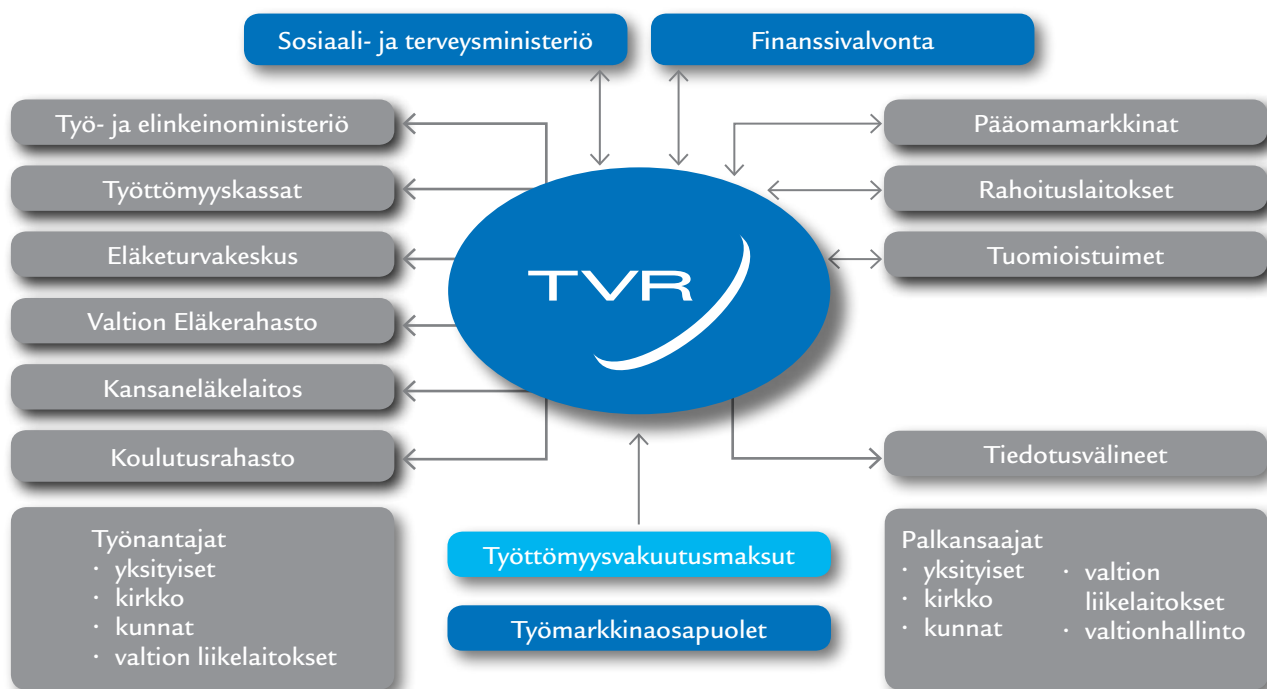 Sosiaali- ja terveysministeriö
Finanssivalvonta
Työ- ja elinkeinoministeriö
Työttömyyskassat
Eläketurvakeskus
Valtion Eläkerahasto
Kansaneläkelaitos
Koulutusrahasto
TVR
Pääomamarkkinat
Rahoituslaitokset
Tuomioistuimet
Tiedotusvälineet
Työnantajat
· yksityiset
· kirkko
· kunnat
· valtion liikelaitokset
Työttömyysvakuutusmaksut
Työmarkkinaosapuolet
Palkansaajat
· yksityiset
· kirkko
· kunnat
· valtion
liikelaitokset
· valtionhallinto